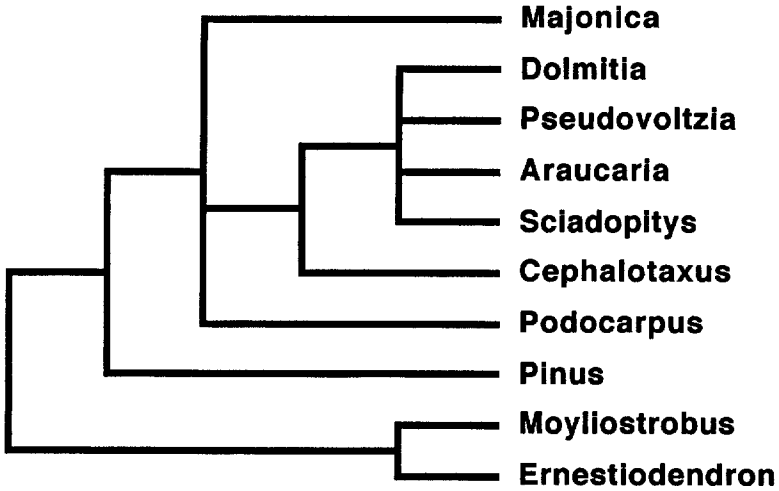 Majonica
Dolmitia
Pseudovoltzia
Araucaria
Sciadopitys
Cephalotaxus
Podocarpus
Pinus
Moyliostrobus
Ernestiodendron